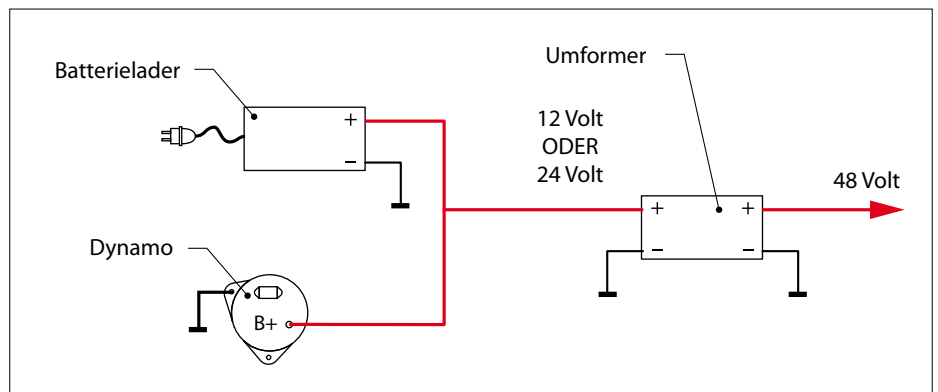 Umformer
Batterielader
12 Volt
ODER
24 Volt
+
–
48 Volt
+ +
– –
Dynamo
B+